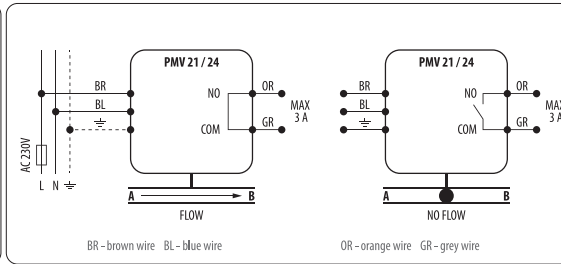 PMV 21 / 24
BR
BL
NO
COM
OR
GR
MAX
3 A
AC 230V
L N
A B
FLOW
PMV 21 / 24
BR
BL
NO
COM
OR
GR
MAX
3 A
A B
NO FLOW
BR – brown wire BL – blue wire
OR – orange wire GR – grey wire